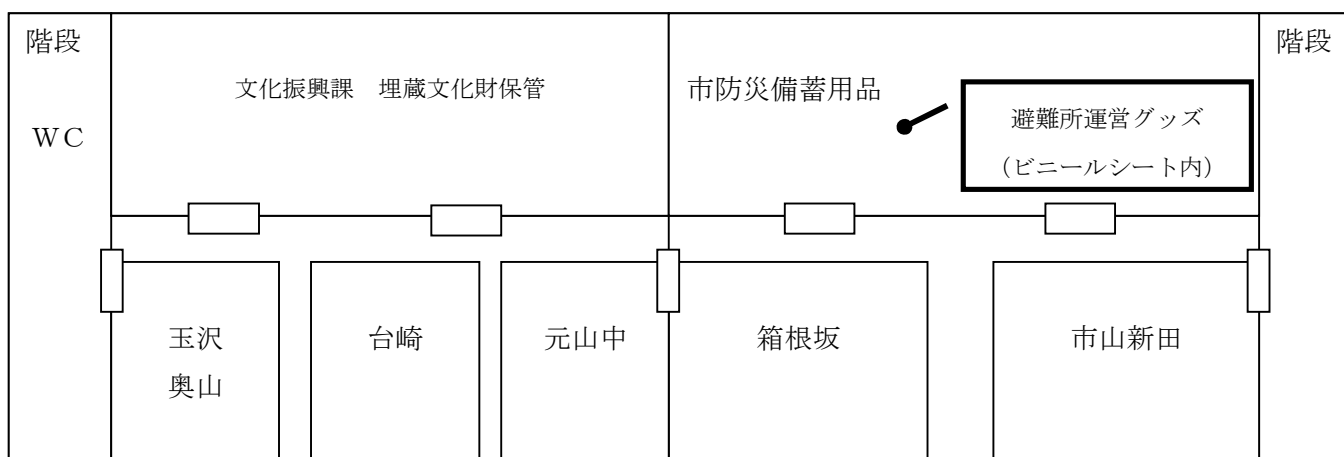 階段
WC
文化振興課　埋蔵文化財保管
市防災備蓄用品
避難所運営グッズ
（ビニールシート内）
階段
玉沢
奥山
台崎
元山中
箱根坂
市山新田